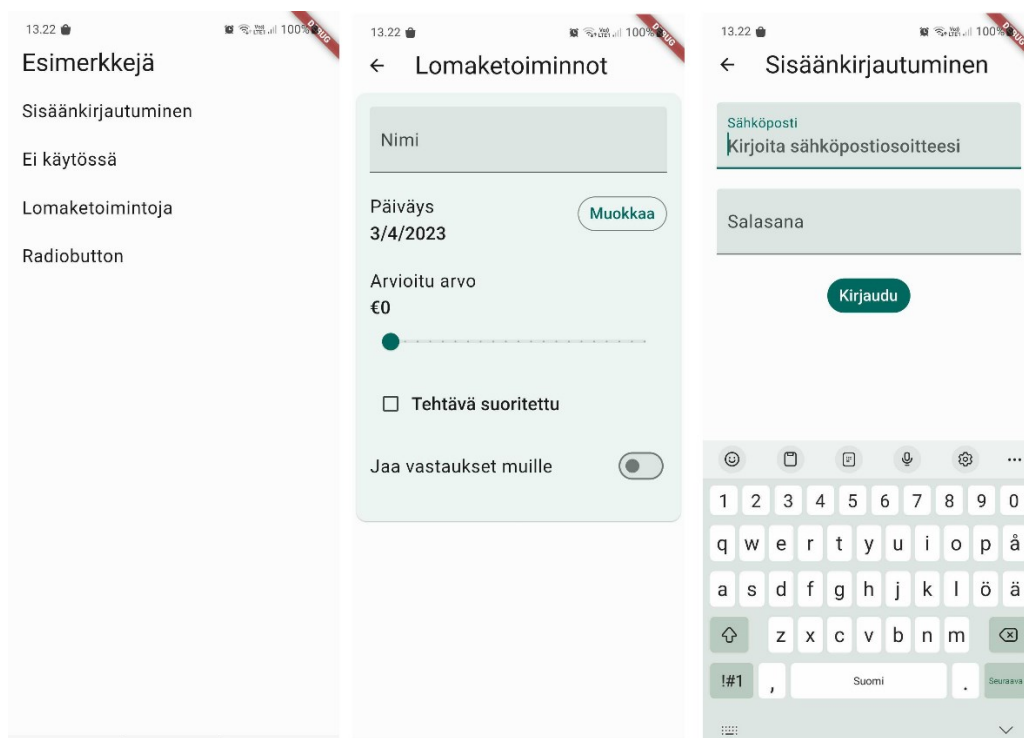 13.22
100%
Esimerkkejä
Sisäänkirjautuminen
Ei käytössä
Lomaketoimintoja
Radiobutton
13.22
100%
Lomaketoiminnot
Nimi
Päiväys
Muokkaa
3/4/2023
Arvioitu arvo
€0
Tehtävä suoritettu
Jaa vastaukset muille
13.22
100%
Sisäänkirjautuminen
Sähköposti
Kirjoita sähköpostiosoitteesi
Salasana
Kirjaudu
1 2 3 4 5 6 7 8 9 0
q w e r t y u i o p å
a s d f g h j k l ö ä
z x c v b n m
!#1 , Suomi . Seuraava